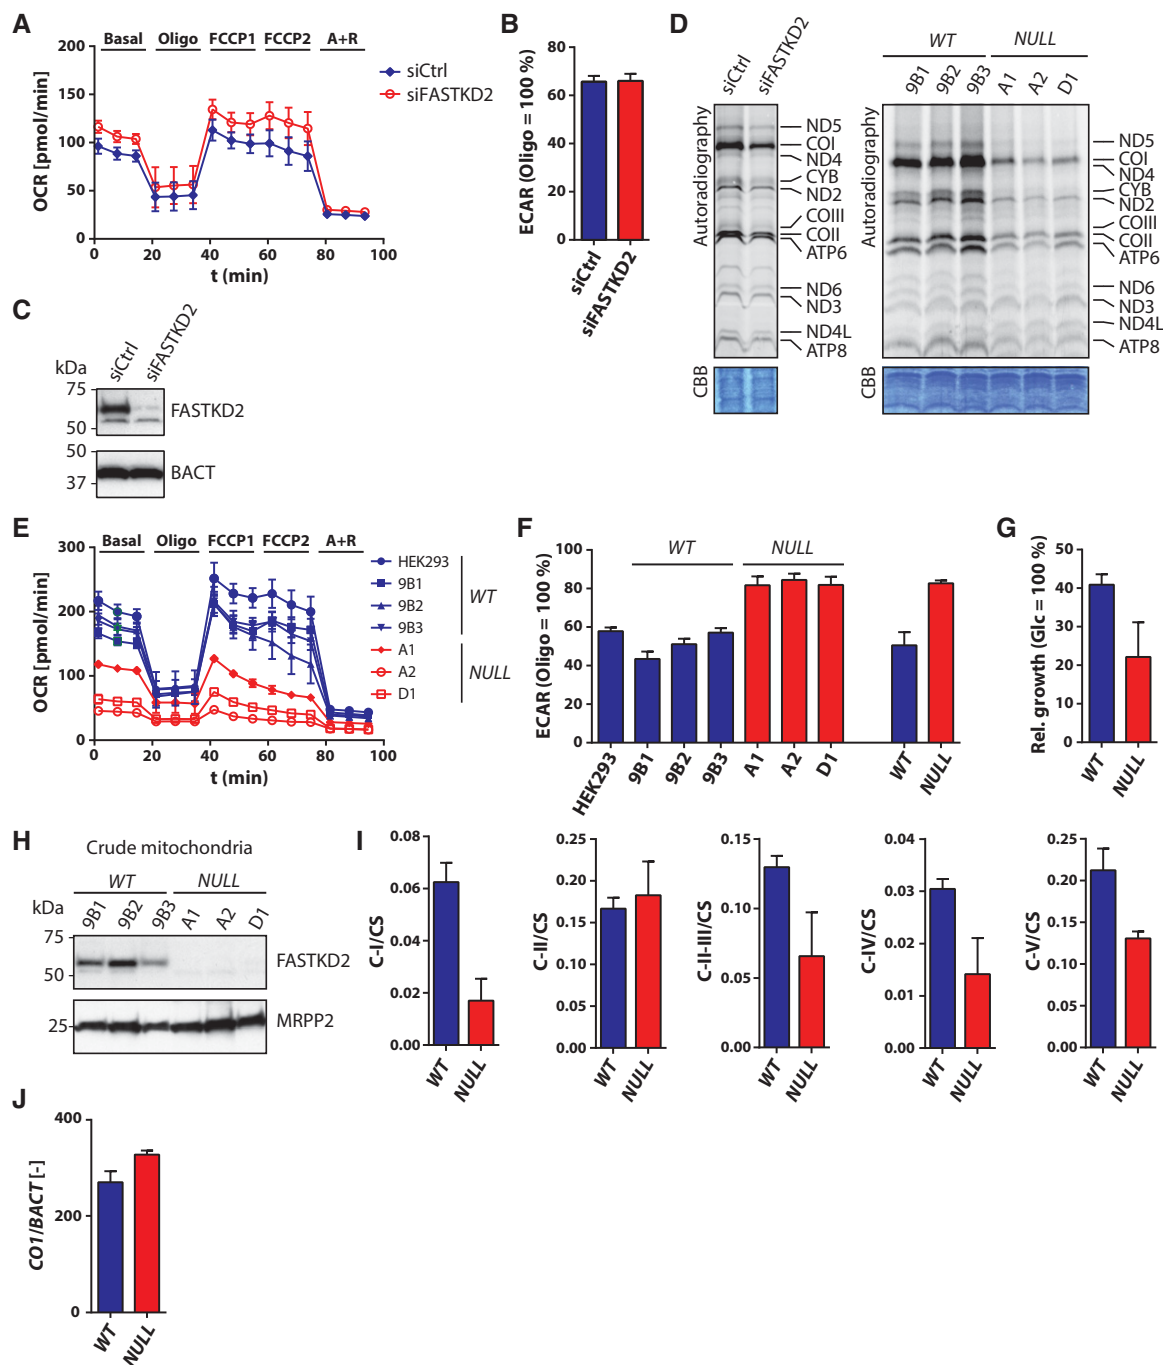 A
Basal Oligo FCCP1 FCCP2 A+R
200
150
100
50
0
OCR [pmol/min]
0 20 40 60 80 100
t (min)
siCtrl
siFASTKD2
B
80
60
40
20
0
ECAR (Oligo = 100 %)
siCtrl
siFASTKD2
C
kDa
siCtrl
siFASTKD2
75
50
FASTKD2
50
37
BACT
D
siCtrl
siFASTKD2
Autoradiography
ND5
COI
ND4
CYB
ND2
COIII
COII
ATP6
ND6
ND3
ND4L
ATP8
CBB
WT NULL
9B1 9B2 9B3 A1 A2 D1
Autoradiography
ND5
COI
ND4
CYB
ND2
COIII
COII
ATP6
ND6
ND3
ND4L
ATP8
CBB
E
Basal Oligo FCCP1 FCCP2 A+R
300
200
100
0
OCR [pmol/min]
0 20 40 60 80 100
t (min)
HEK293
9B1
9B2
9B3
WT
A1
A2
D1
NULL
F
WT NULL
100
80
60
40
20
0
ECAR (Oligo = 100 %)
HEK293 9B1 9B2 9B3 A1 A2 D1 WT NULL
G
50
40
30
20
10
0
Rel. growth (Glc = 100 %)
WT NULL
H
Crude mitochondria
WT NULL
kDa
9B1 9B2 9B3 A1 A2 D1
75
50
FASTKD2
25
MRPP2
I
0.08
0.06
0.04
0.02
0.00
C-I/CS
WT NULL
0.25
0.20
0.15
0.10
0.05
0.00
C-II/CS
WT NULL
0.15
0.10
0.05
0.00
C-II-III/CS
WT NULL
0.04
0.03
0.02
0.01
0.00
C-IV/CS
WT NULL
0.25
0.20
0.15
0.10
0.05
0.00
C-V/CS
WT NULL
J
400
200
0
CO1/BACT [-]
WT NULL